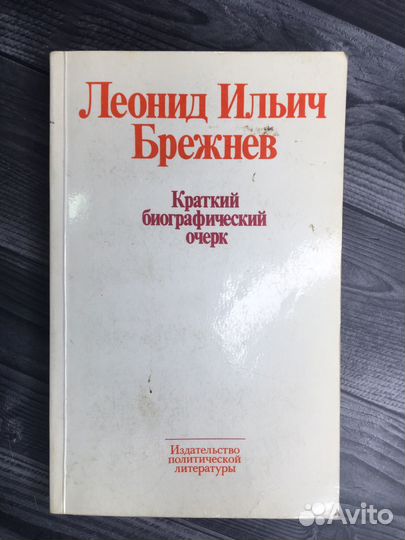 Леонид Ильич
Брежнев
Краткий
биографический
очерк
Издательство
политической
литературы
Avito